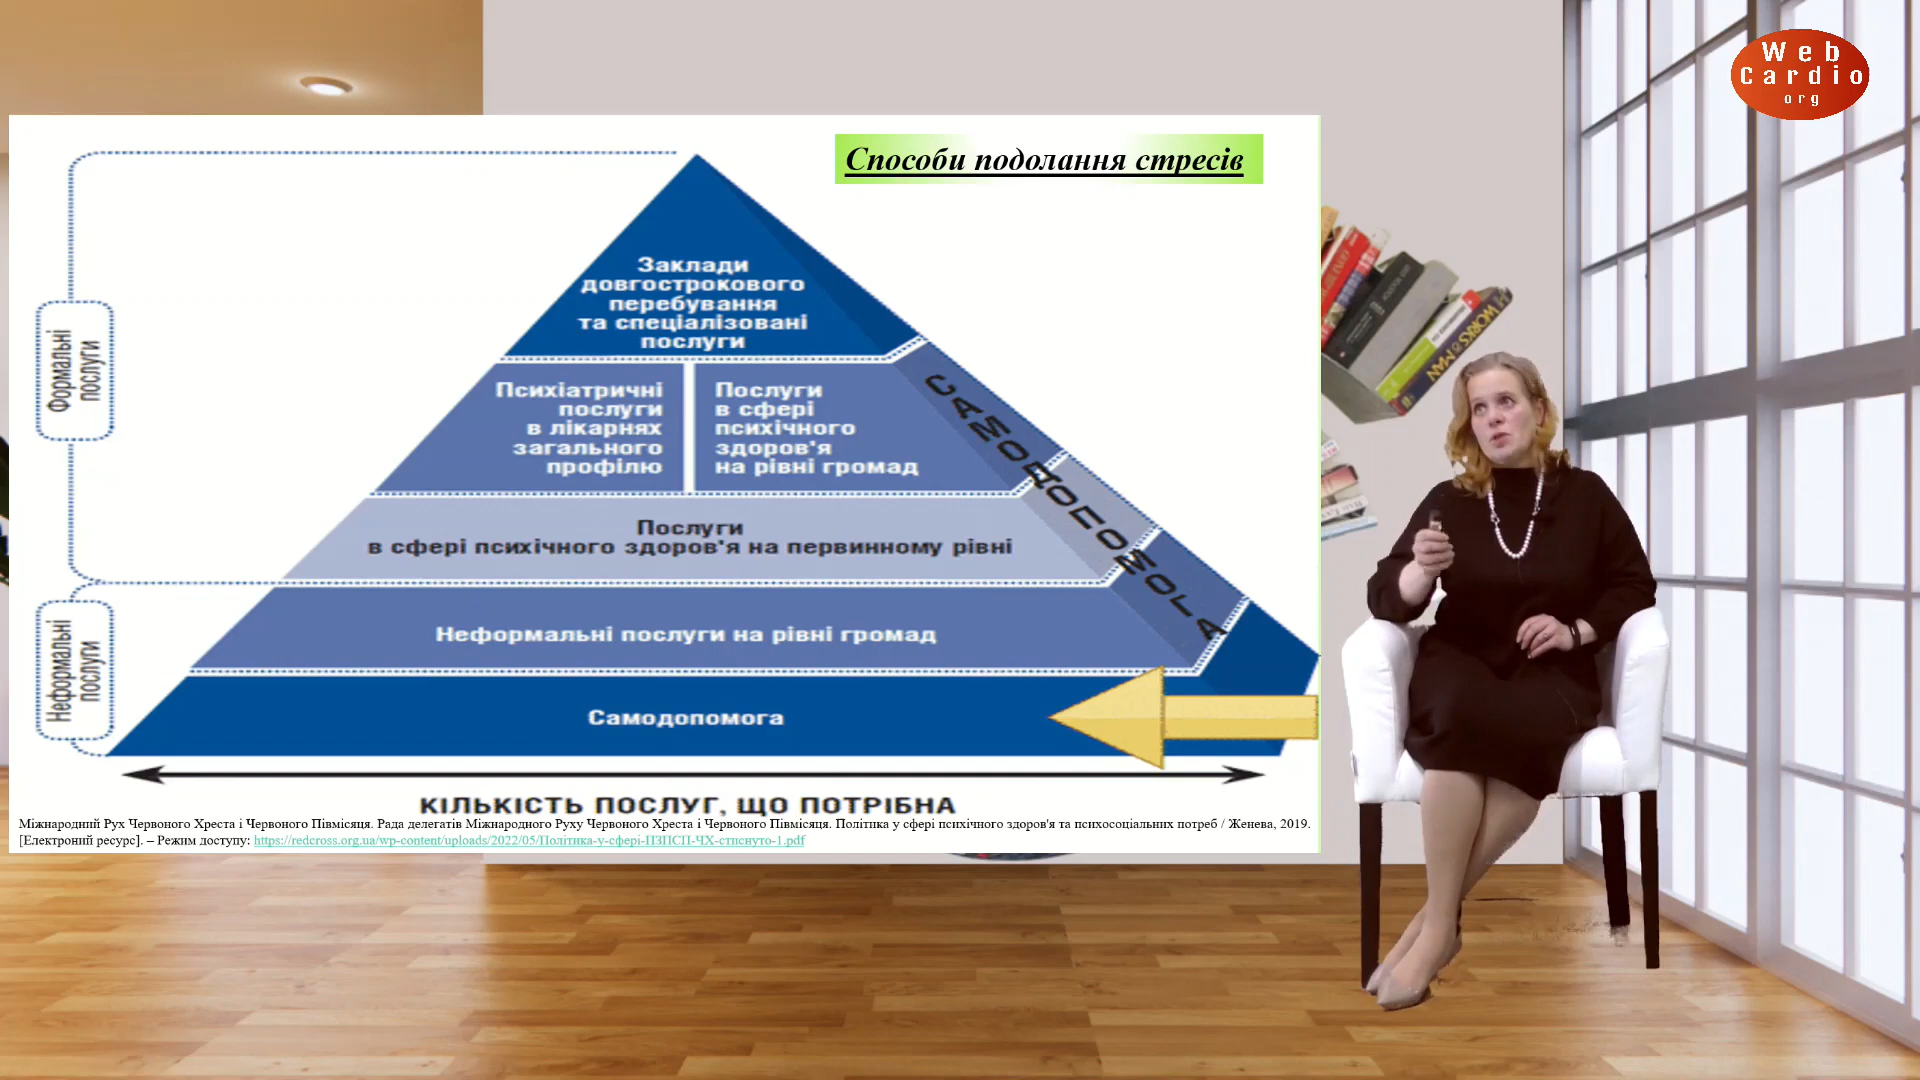 Web
Cardio
org
Способи подолання стресів
Заклади
довгострокового
перебування
та спеціалізовані
послуги
Формальні
послуги
Психіатричні
послуги
в лікарнях
загального
профілю
Послуги
в сфері
психічного
здоров'я
на рівні громад
САМОДОПОМОГА
Послуги
в сфері психічного здоров'я на первинному рівні
Неформальні
послуги
Неформальні послуги на рівні громад
Самодопомога
КІЛЬКІСТЬ ПОСЛУГ, ЩО ПОТРІБНА
Міжнародний Рух Червоного Хреста і Червоного Півмісяця. Рада делегатів Міжнародного Руху Червоного Хреста і Червоного Півмісяця. Політика у сфері психічного здоров'я та психосоціальних потреб / Женева, 2019.
[Електроний ресурс]. – Режим доступу: https://redcross.org.ua/wp-content/uploads/2022/05/Політика-у-сфері-ПЗПСП-ЧХ-стиснуто-1.pdf
WORKS
MAN